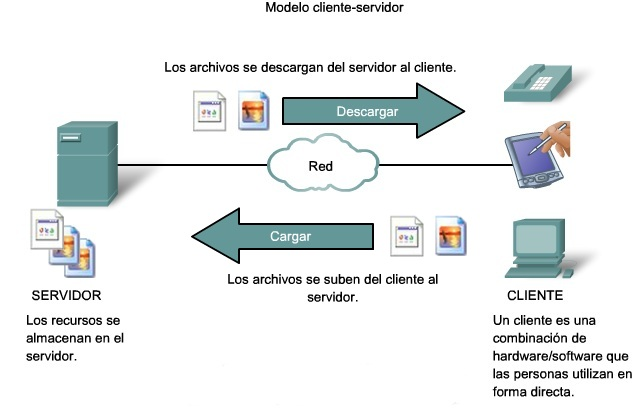 Modelo cliente-servidor
Los archivos se descargan del servidor al cliente.
Descargar
Red
Cargar
Los archivos se suben del cliente al
servidor.
SERVIDOR
Los recursos se
almacenan en el
servidor.
CLIENTE
Un cliente es una
combinación de
hardware/software que
las personas utilizan en
forma directa.